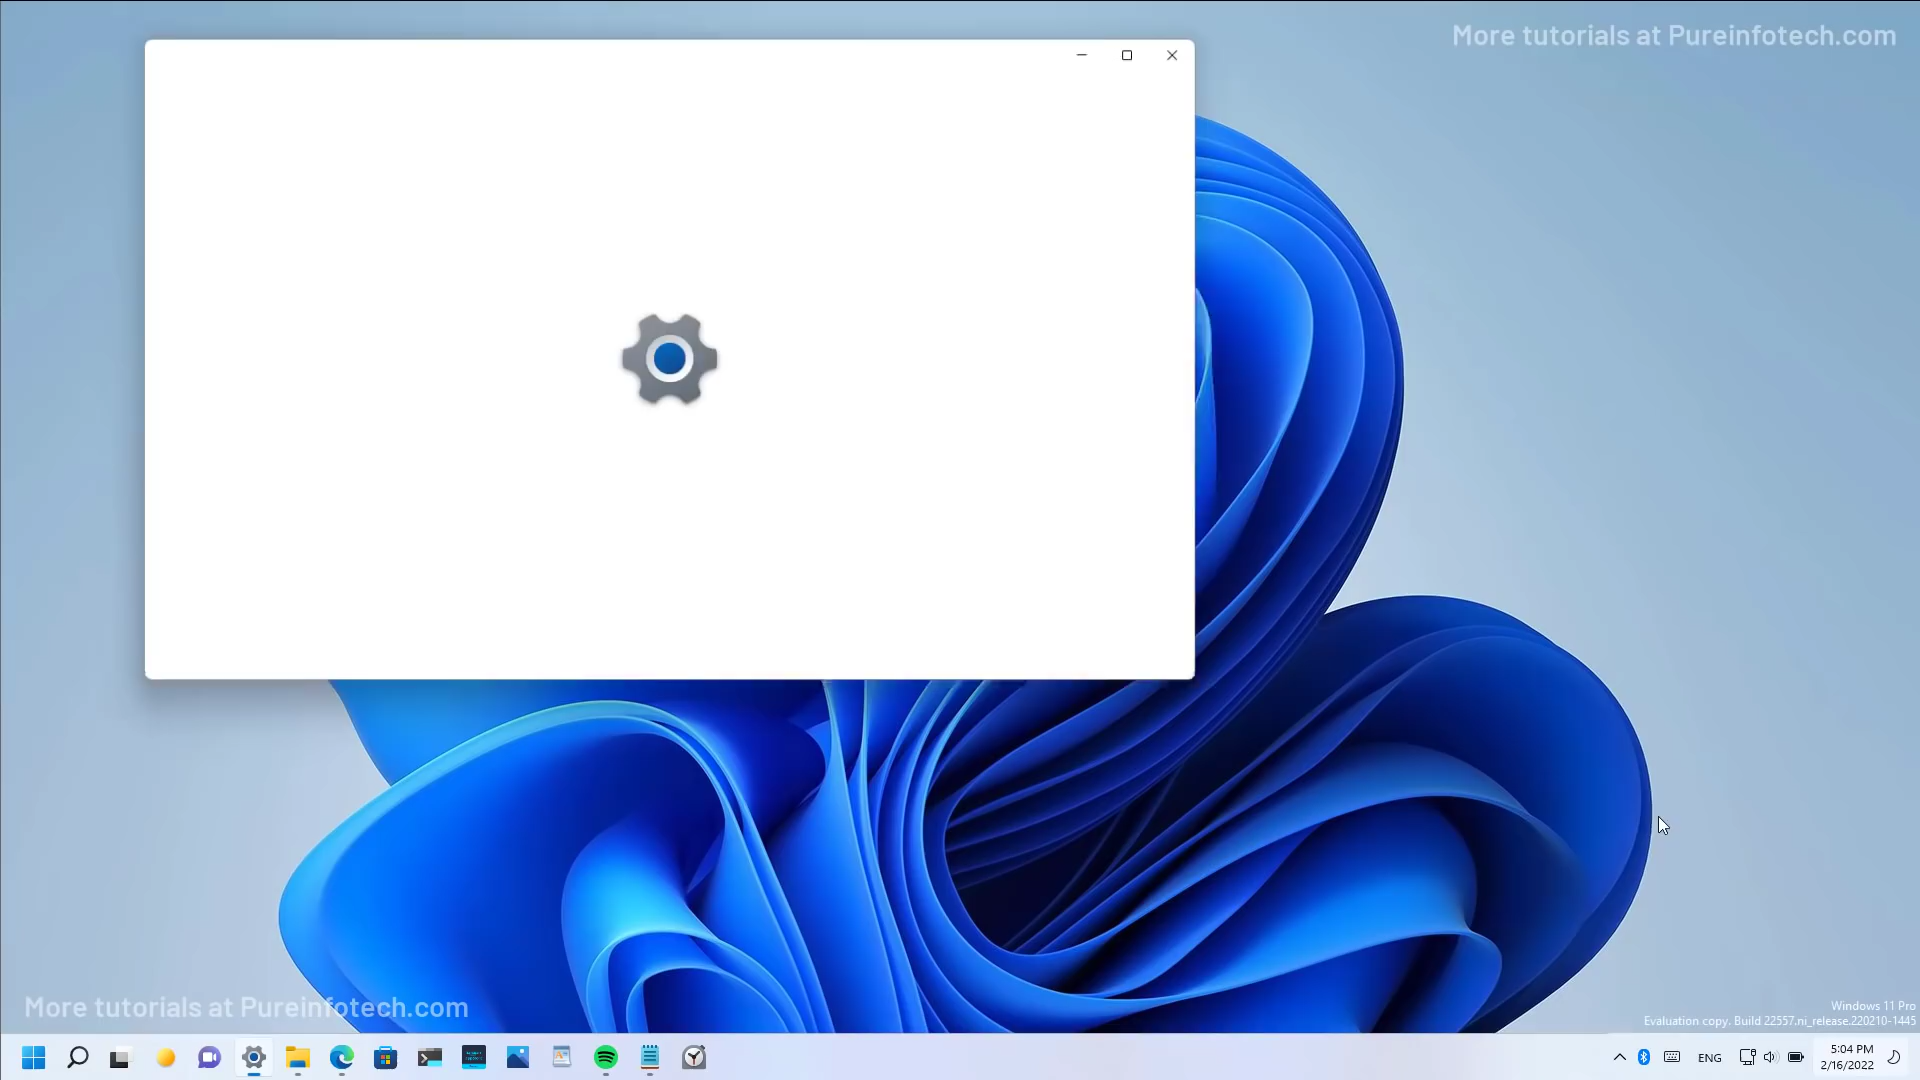 More tutorials at Pureinfotech.com
More tutorials at Pureinfotech.com
Windows 11 Pro
Evaluation copy. Build 22557.ni_release.220210-1445
ENG
5:04 PM
2/16/2022